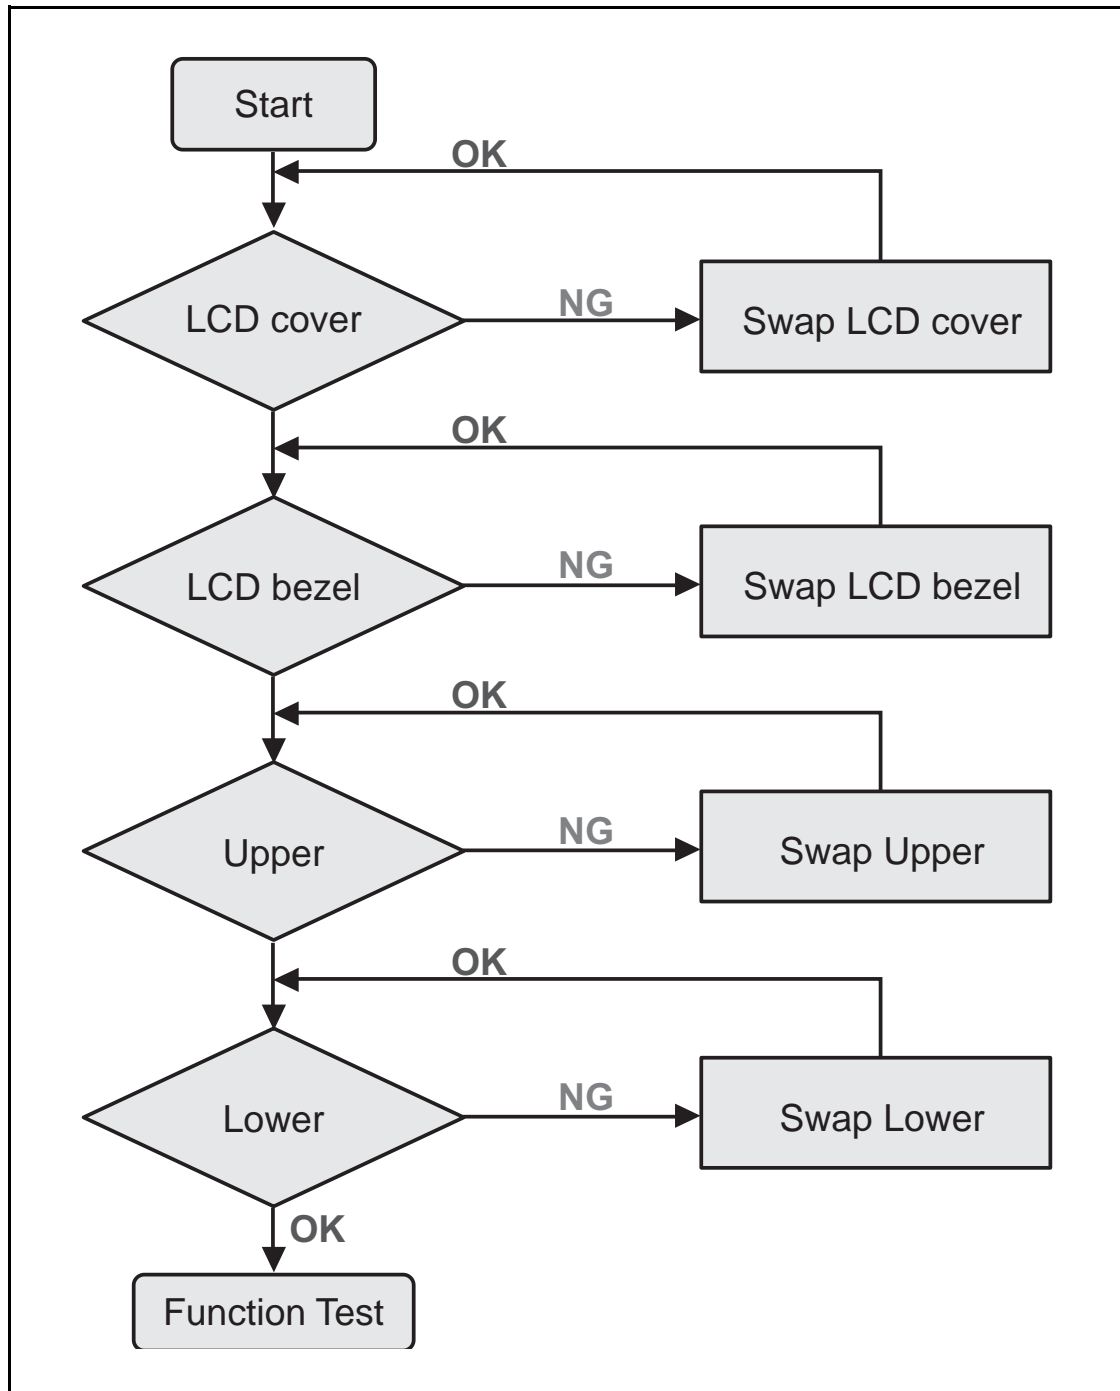 Start
OK
LCD cover
NG
Swap LCD cover
OK
LCD bezel
NG
Swap LCD bezel
OK
Upper
NG
Swap Upper
OK
Lower
NG
Swap Lower
OK
Function Test